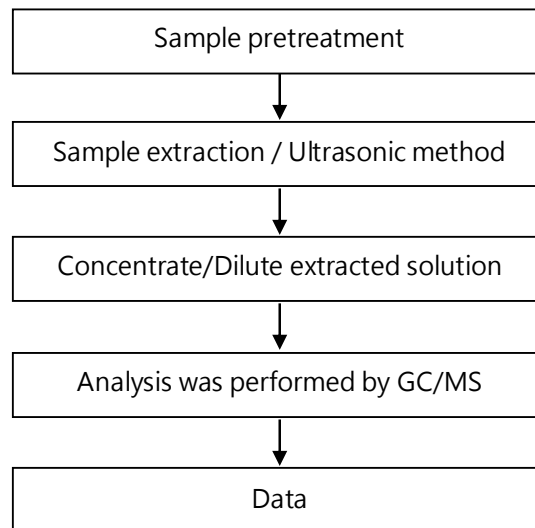 Sample pretreatment
Sample extraction / Ultrasonic method
Concentrate/Dilute extracted solution
Analysis was performed by GC/MS
Data